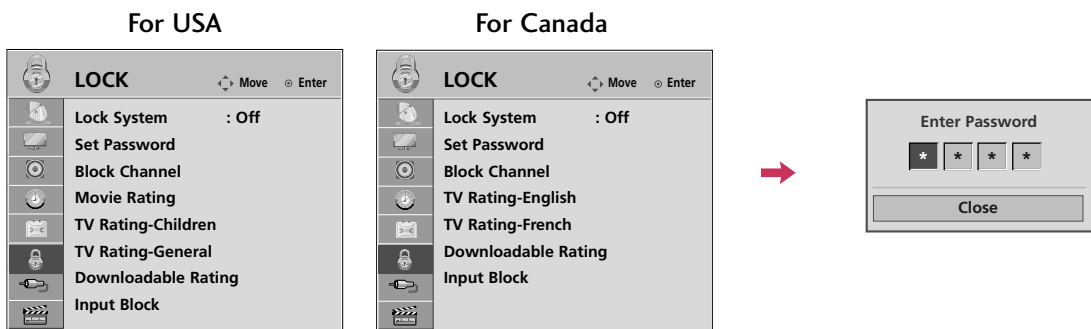 For USA
LOCK
Move
Enter
Lock System : Off
Set Password
Block Channel
Movie Rating
TV Rating-Children
TV Rating-General
Downloadable Rating
Input Block
For Canada
LOCK
Move
Enter
Lock System : Off
Set Password
Block Channel
TV Rating-English
TV Rating-French
Downloadable Rating
Input Block
Enter Password
* * * *
Close